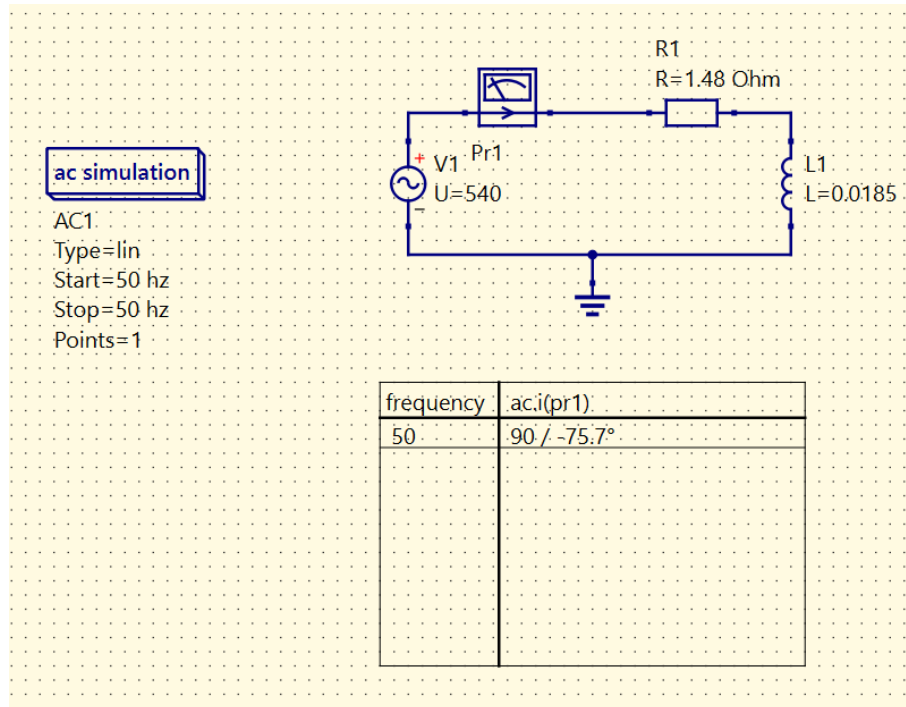 R1
R=1.48 Ohm
Pr1
+
V1
U=540
-
L1
L=0.0185
ac simulation
AC1
Type=lin
Start=50 hz
Stop=50 hz
Points=1
frequency ac.i(pr1)
50 90 / -75.7°